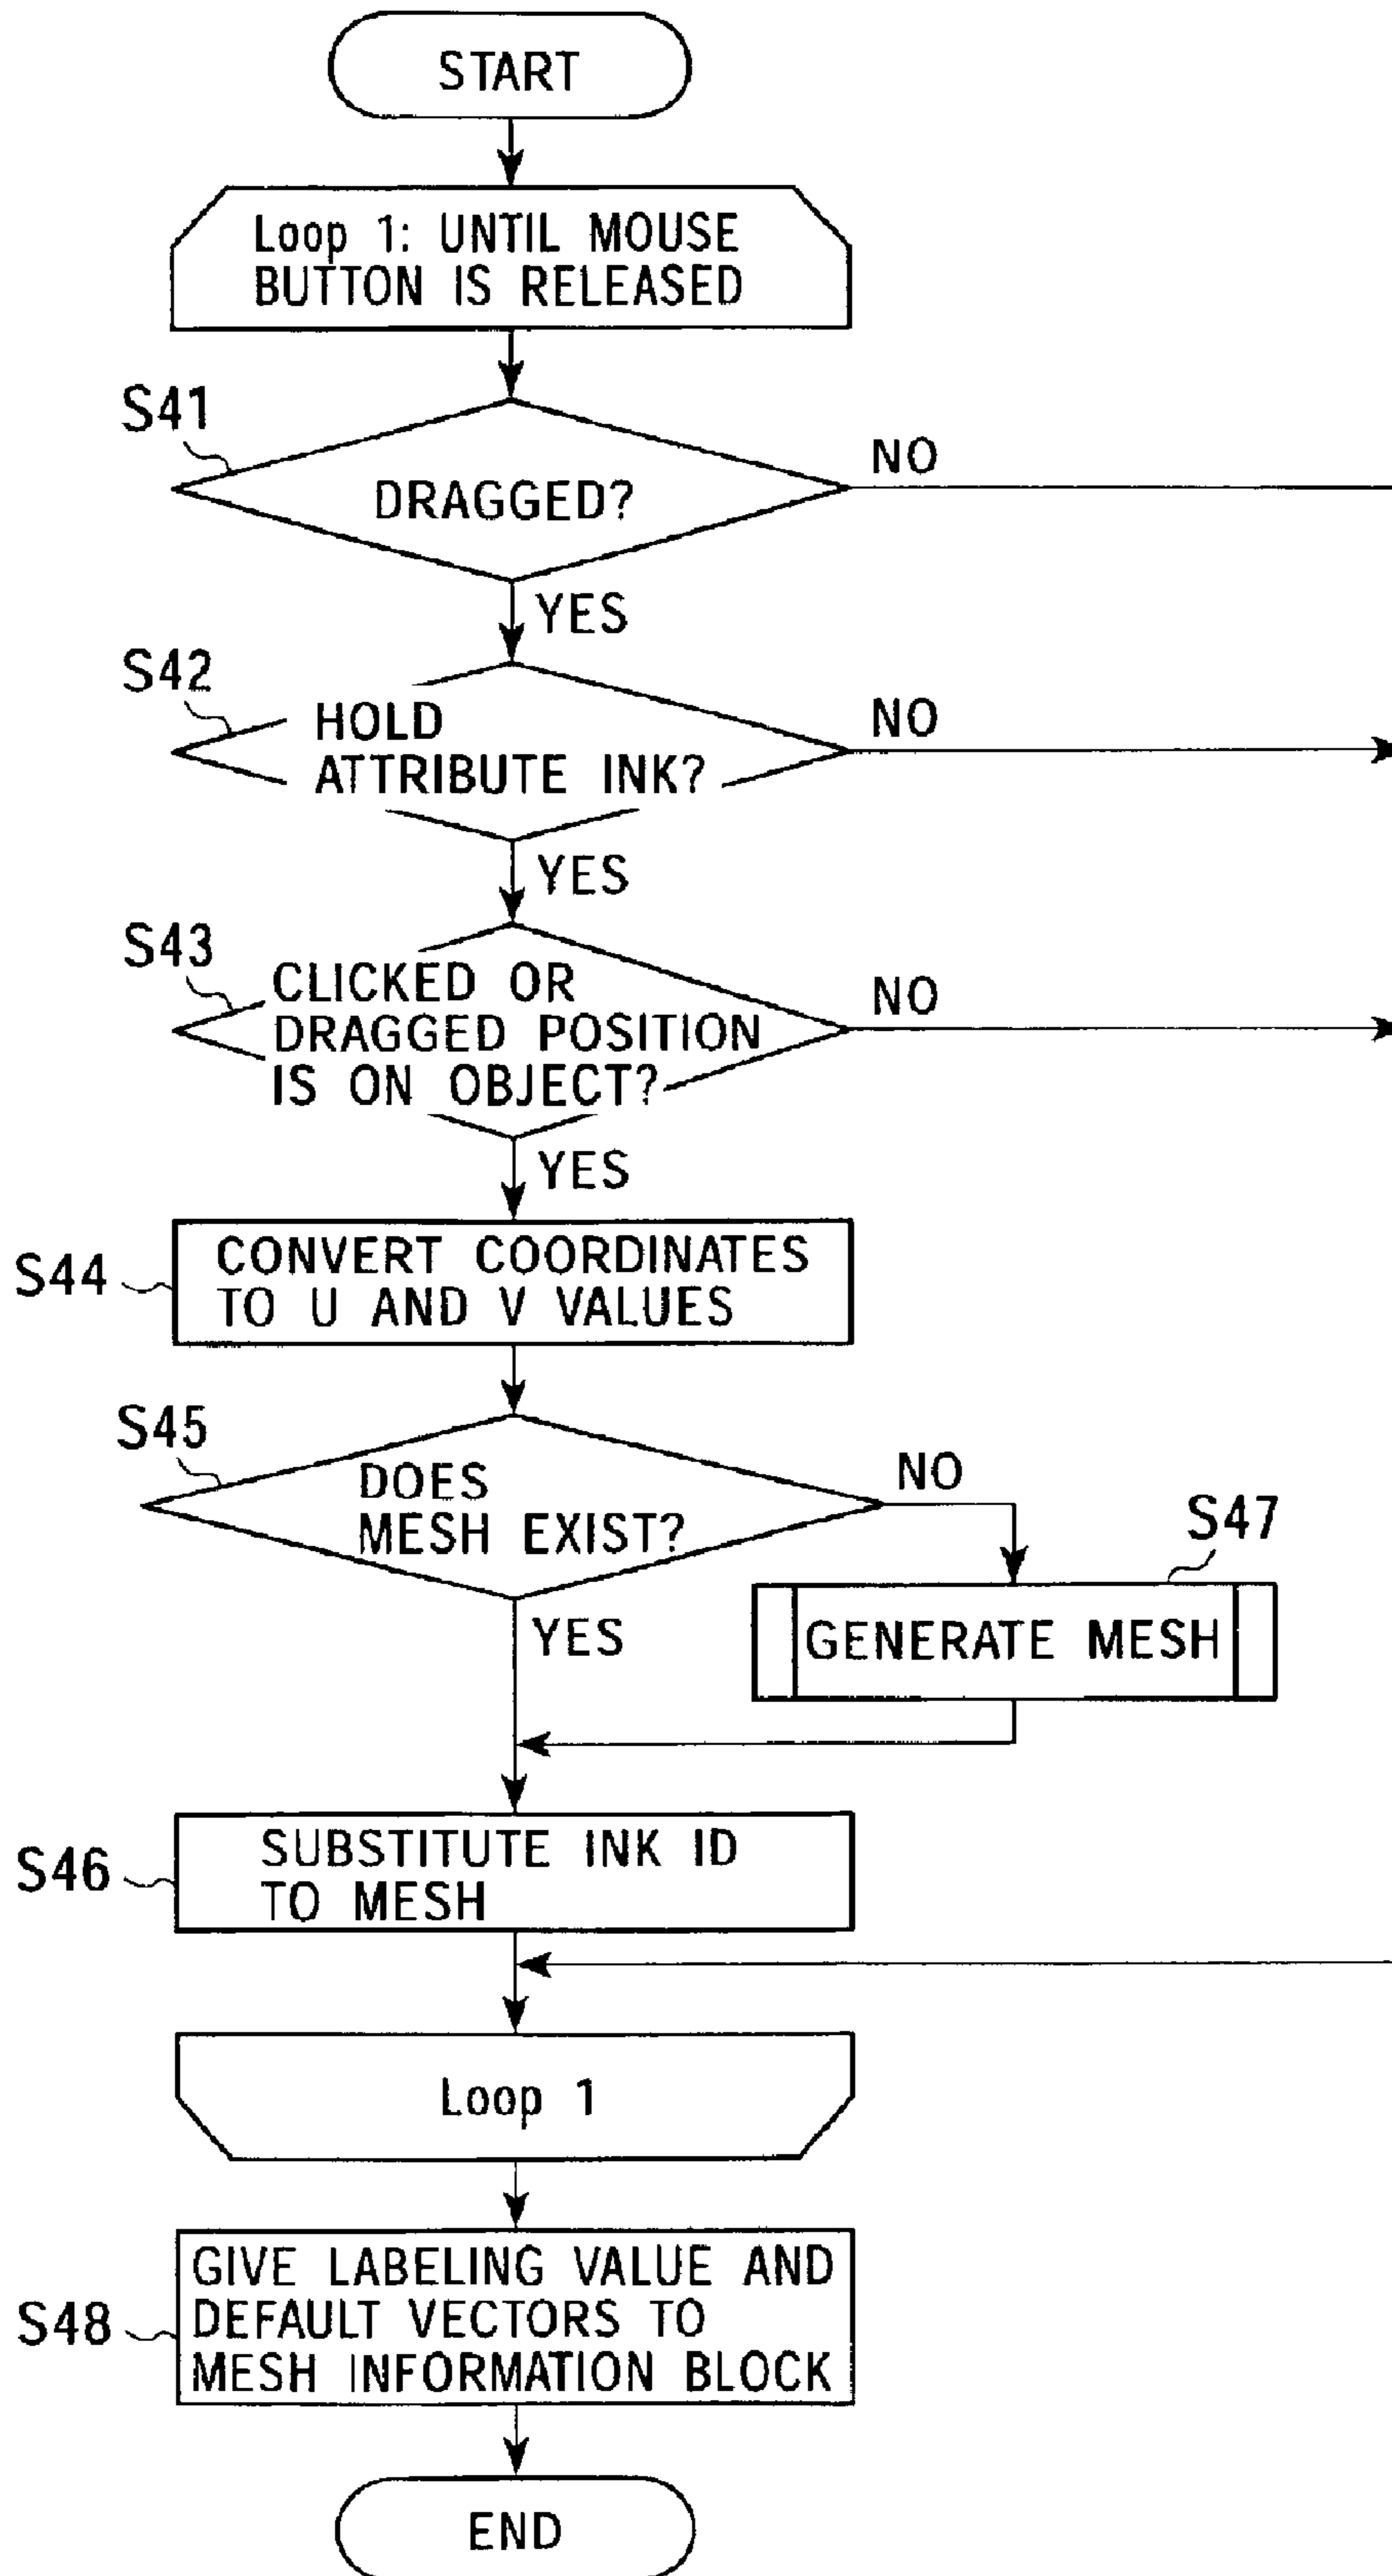 START
Loop 1: UNTIL MOUSE
BUTTON IS RELEASED
S41
DRAGGED?
NO
YES
S42
HOLD
ATTRIBUTE INK?
NO
YES
S43
CLICKED OR
DRAGGED POSITION
IS ON OBJECT?
NO
YES
S44
CONVERT COORDINATES
TO U AND V VALUES
S45
DOES
MESH EXIST?
NO
YES
S47
GENERATE MESH
S46
SUBSTITUTE INK ID
TO MESH
Loop 1
S48
GIVE LABELING VALUE AND
DEFAULT VECTORS TO
MESH INFORMATION BLOCK
END